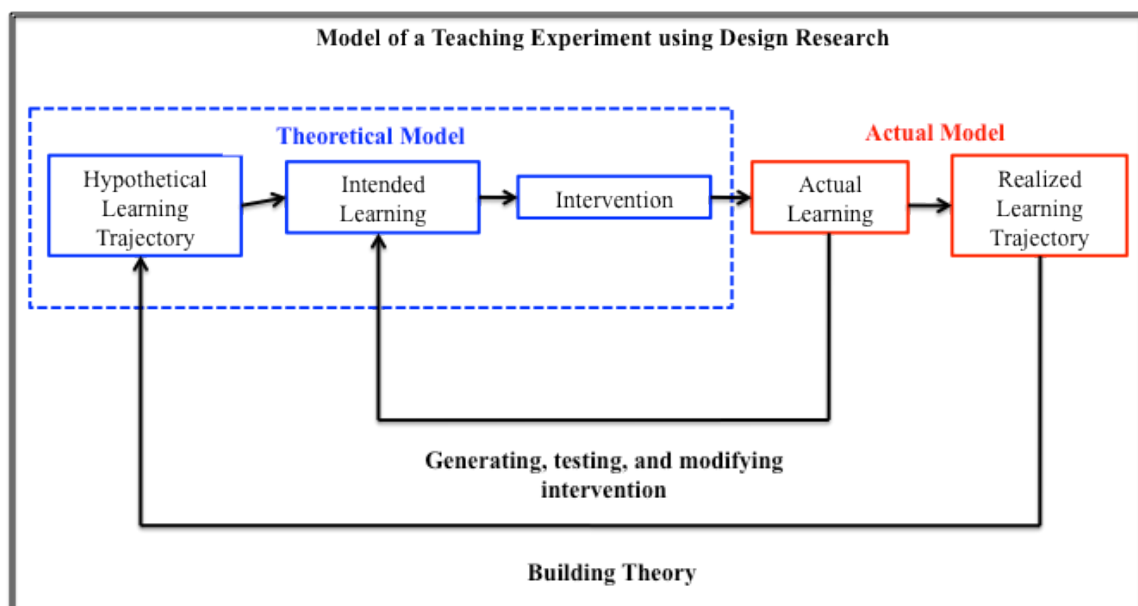 Model of a Teaching Experiment using Design Research
Theoretical Model
Actual Model
Hypothetical
Learning
Trajectory
Intended
Learning
Intervention
Actual
Learning
Realized
Learning
Trajectory
Generating, testing, and modifying
intervention
Building Theory